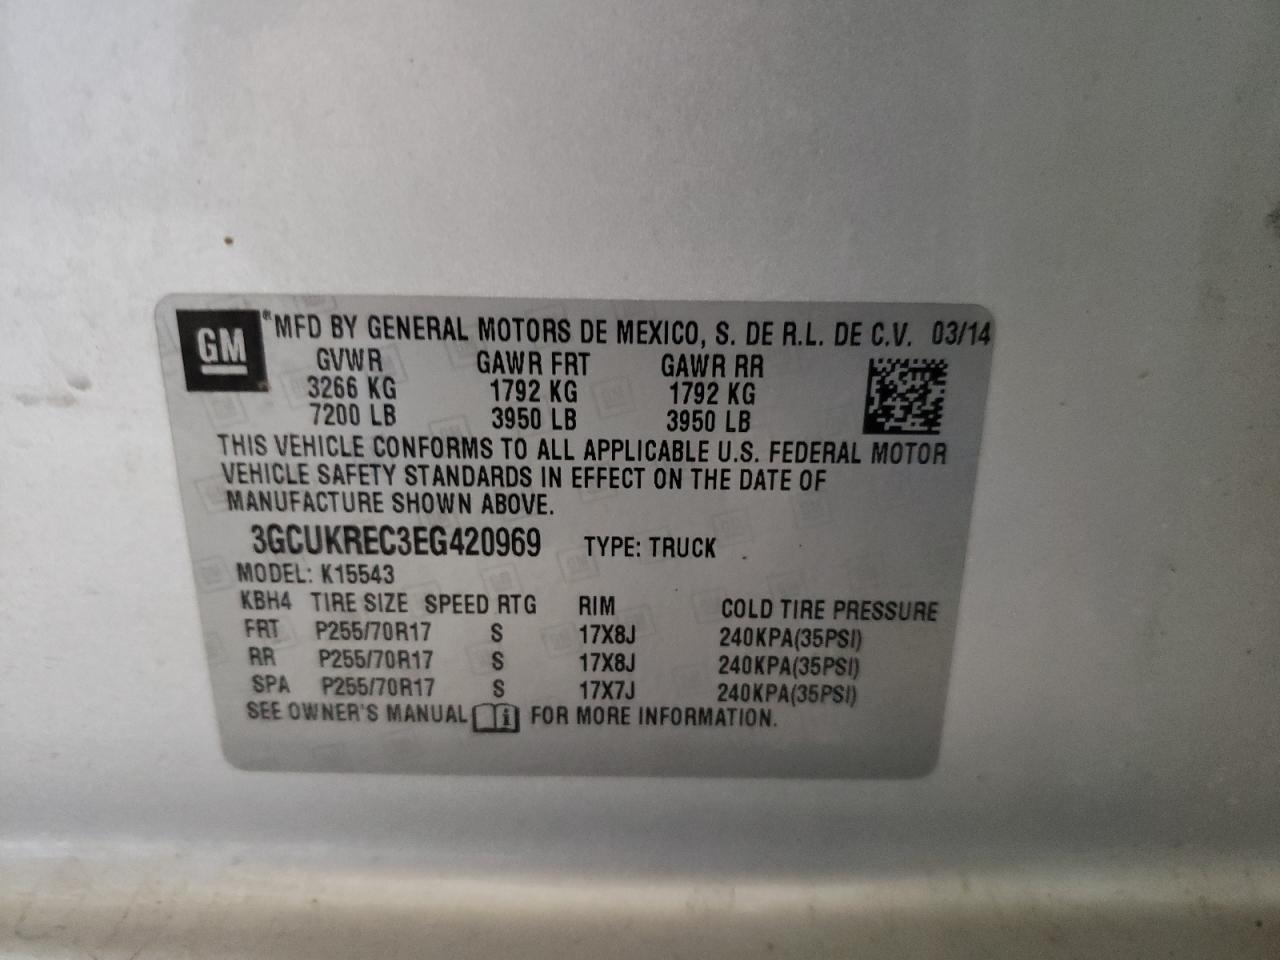 GM ® MFD BY GENERAL MOTORS DE MEXICO, S. DE R.L. DE C.V. 03/14
GVWR GAWR FRT GAWR RR
3266 KG 1792 KG 1792 KG
7200 LB 3950 LB 3950 LB
THIS VEHICLE CONFORMS TO ALL APPLICABLE U.S. FEDERAL MOTOR
VEHICLE SAFETY STANDARDS IN EFFECT ON THE DATE OF
MANUFACTURE SHOWN ABOVE.
3GCUKREC3EG420969 TYPE: TRUCK
MODEL: K15543
KBH4 TIRE SIZE SPEED RTG RIM COLD TIRE PRESSURE
FRT P255/70R17 S 17X8J 240KPA(35PSI)
RR P255/70R17 S 17X8J 240KPA(35PSI)
SPA P255/70R17 S 17X7J 240KPA(35PSI)
SEE OWNER'S MANUAL i FOR MORE INFORMATION.